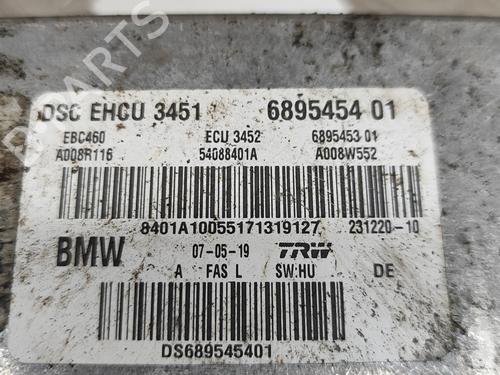 DSC EHCU 3451 6895454 01
EBC460 ECU 3452 6895453 01
A008R116 54088401A A008W552
8401A10055171319127 231220-10
BMW 07-05-19 TRW
A FAS L SW:HU DE
DS689545401
B PARTS